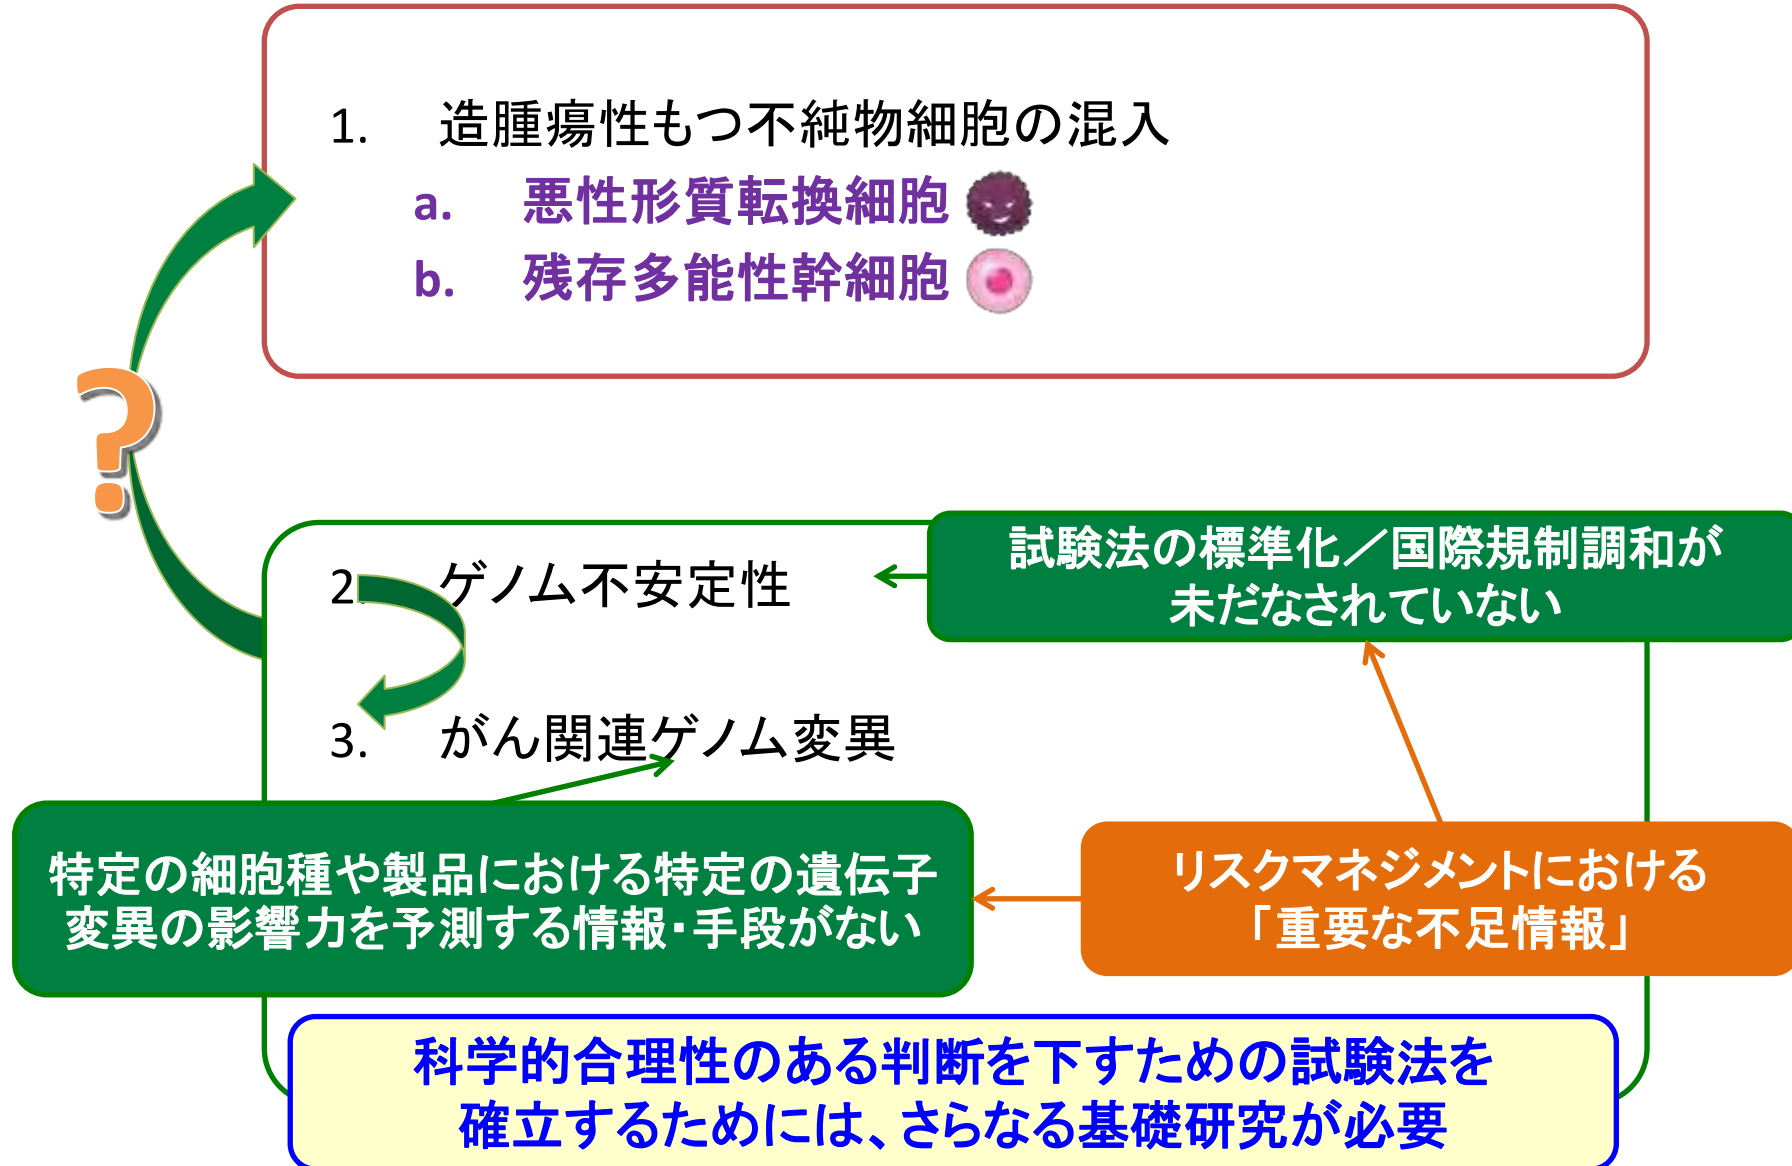 1. 造腫瘍性もつ不純物細胞の混入
a. 悪性形質転換細胞
b. 残存多能性幹細胞
?
試験法の標準化／国際規制調和が
未だなされていない
2. ゲノム不安定性
3. がん関連ゲノム変異
特定の細胞種や製品における特定の遺伝子
変異の影響力を予測する情報・手段がない
リスクマネジメントにおける
「重要な不足情報」
科学的合理性のある判断を下すための試験法を
確立するためには、さらなる基礎研究が必要